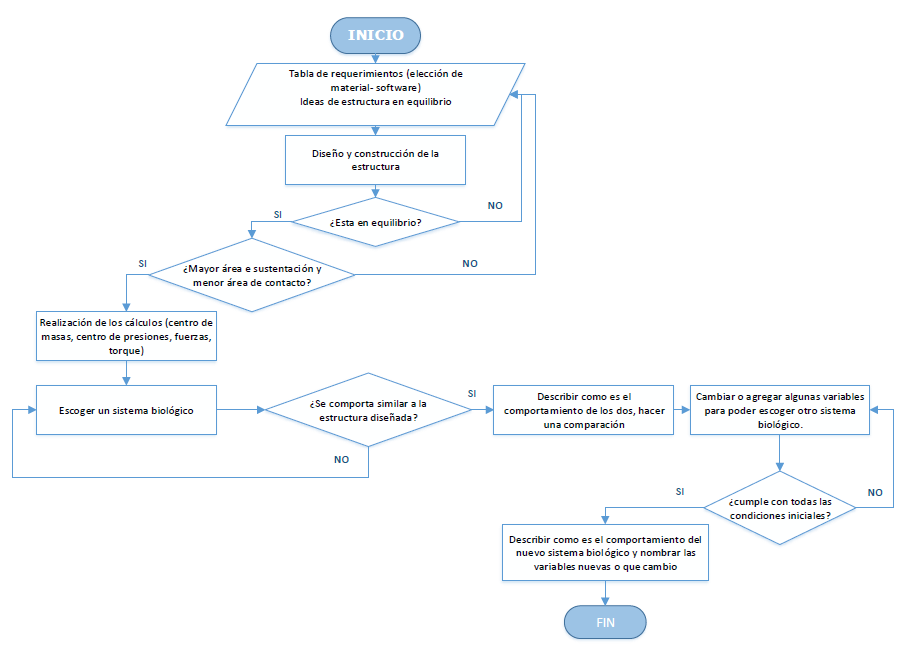 INICIO
Tabla de requerimientos (elección de
material- software)
Ideas de estructura en equilibrio
Diseño y construcción de la
estructura
¿Esta en equilibrio?
SI
NO
¿Mayor área e sustentación y
menor área de contacto?
SI
NO
Realización de los cálculos (centro de
masas, centro de presiones, fuerzas,
torque)
Escoger un sistema biológico
¿Se comporta similar a la
estructura diseñada?
SI
NO
Describir como es el
comportamiento de los dos, hacer
una comparación
Cambiar o agregar algunas variables
para poder escoger otro sistema
biológico.
¿cumple con todas las
condiciones iniciales?
SI
NO
Describir como es el comportamiento del
nuevo sistema biológico y nombrar las
variables nuevas o que cambio
FIN